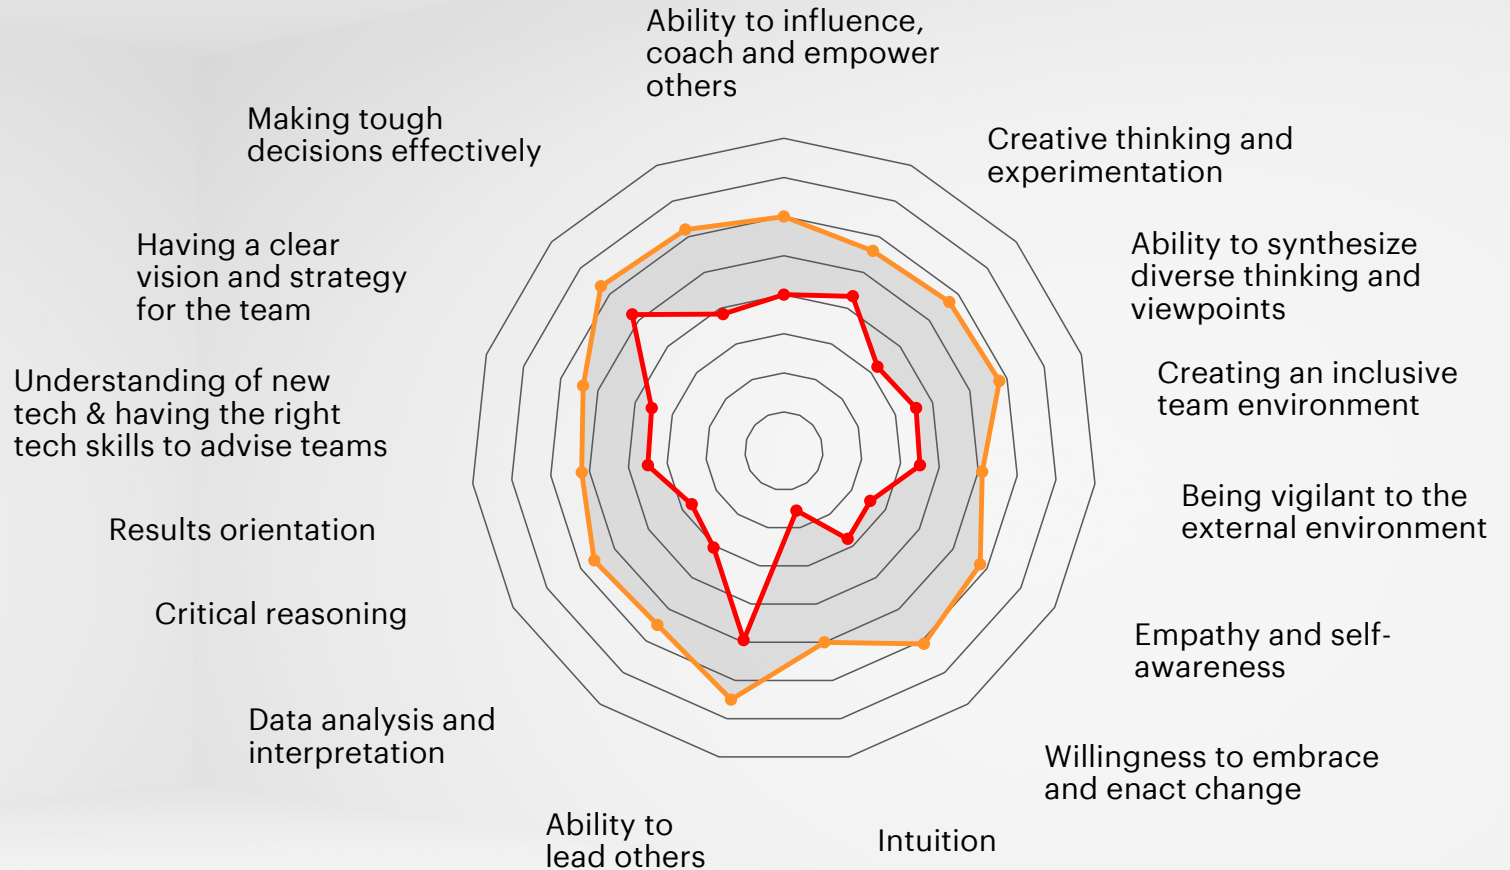 Ability to influence,
coach and empower
others
Creative thinking and
experimentation
Ability to synthesize
diverse thinking and
viewpoints
Creating an inclusive
team environment
Being vigilant to the
external environment
Empathy and self-
awareness
Willingness to embrace
and enact change
Intuition
Ability to
lead others
Data analysis and
interpretation
Critical reasoning
Results orientation
Understanding of new
tech & having the right
tech skills to advise teams
Having a clear
vision and strategy
for the team
Making tough
decisions effectively